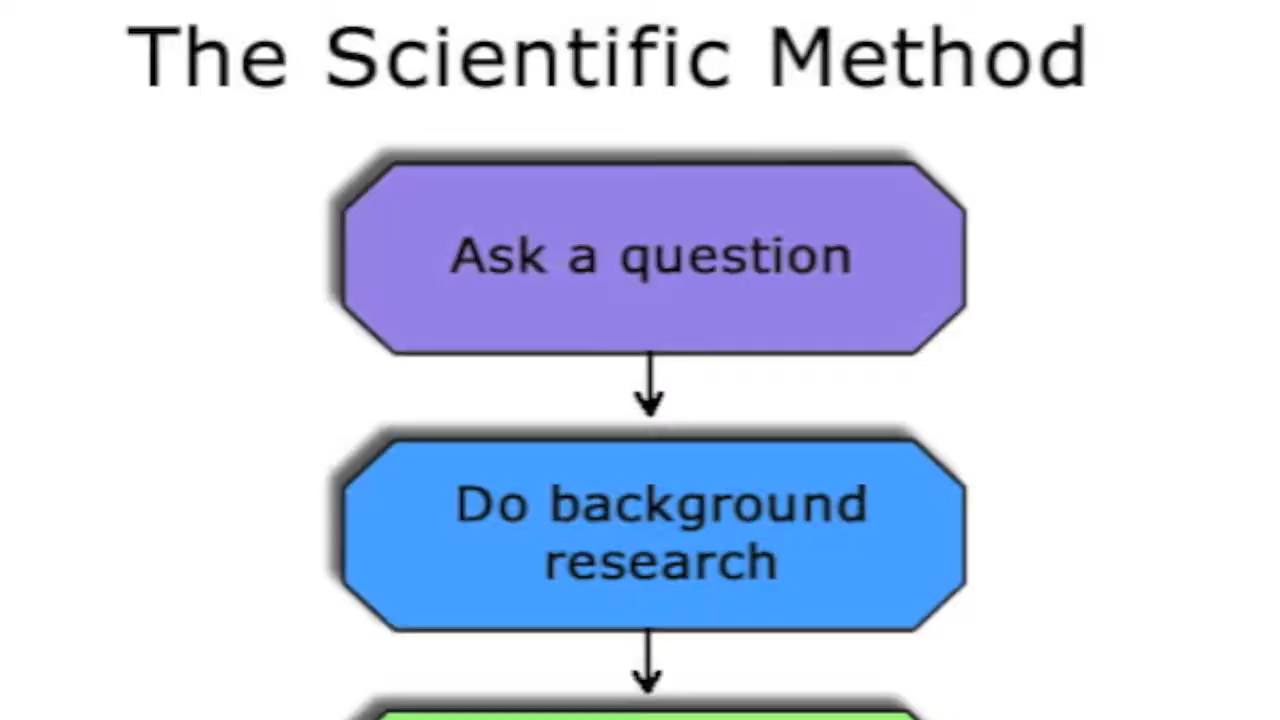 The Scientific Method
Ask a question
Do background
research